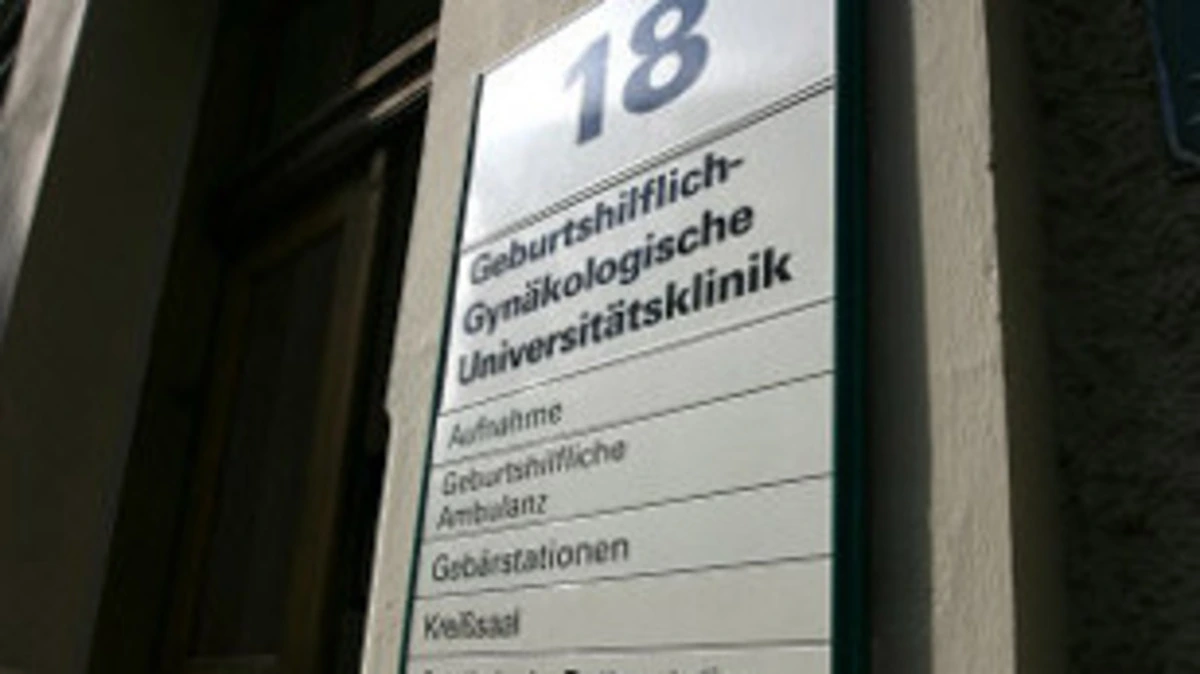 18
Geburtshilflich-
Gynäkologische
Universitätsklinik
Aufnahme
Geburtshilfliche
Ambulanz
Gebärstationen
Kreißsaal